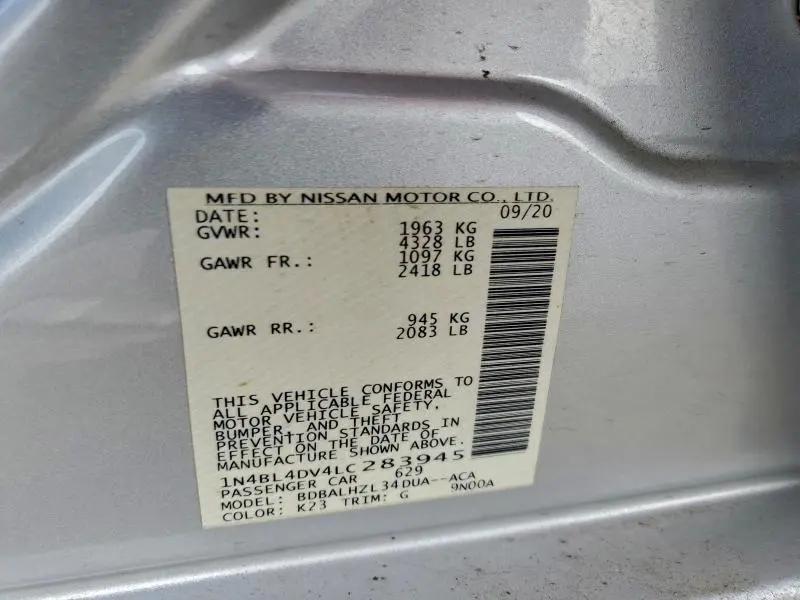 MFD BY NISSAN MOTOR CO., LTD.
DATE: 09/20
GVWR: 1963 KG
4328 LB
GAWR FR.: 1097 KG
2418 LB
GAWR RR.: 945 KG
2083 LB
THIS VEHICLE CONFORMS TO
ALL APPLICABLE FEDERAL
MOTOR VEHICLE SAFETY,
BUMPER, AND THEFT
PREVENTION STANDARDS IN
EFFECT ON THE DATE OF
MANUFACTURE SHOWN ABOVE.
1N4BL4DV4LC283945
PASSENGER CAR 629
MODEL: BDBALHZL34DUA--ACA
COLOR: K23 TRIM: G 9N00A